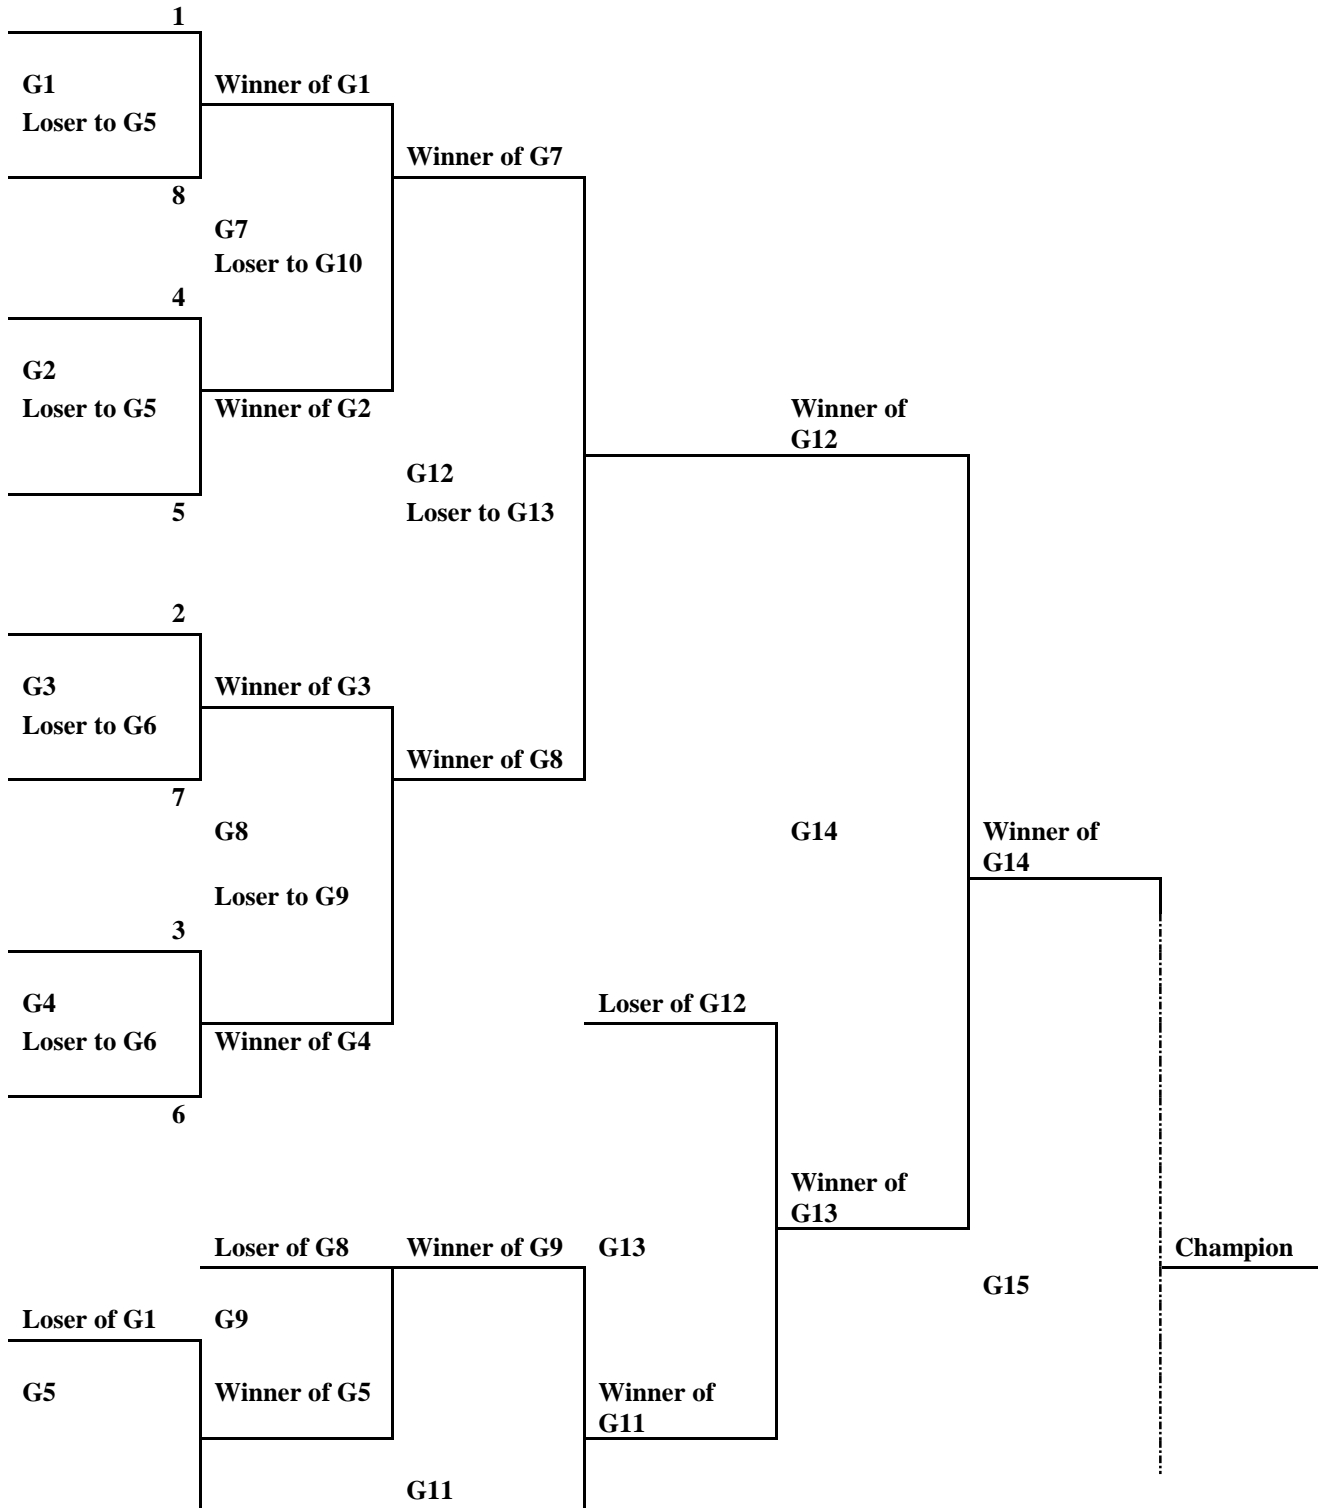 1
G1
Loser to G5
Winner of G1
Winner of G7
8
G7
Loser to G10
4
G2
Loser to G5
Winner of G2
Winner of
G12
G12
Loser to G13
5
2
G3
Loser to G6
Winner of G3
Winner of G8
7
G8
Loser to G9
G14
Winner of
G14
3
G4
Loser to G6
Winner of G4
Loser of G12
6
Winner of
G13
Loser of G8
Winner of G9
G13
Champion
G15
Loser of G1
G9
G5
Winner of G5
Winner of
G11
G11